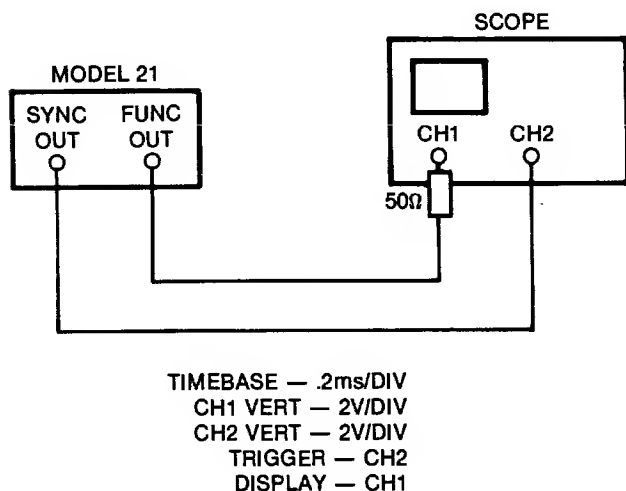 SCOPE
MODEL 21
SYNC OUT
FUNC OUT
CH1
CH2
50Ω
TIMEBASE — .2ms/DIV
CH1 VERT — 2V/DIV
CH2 VERT — 2V/DIV
TRIGGER — CH2
DISPLAY — CH1